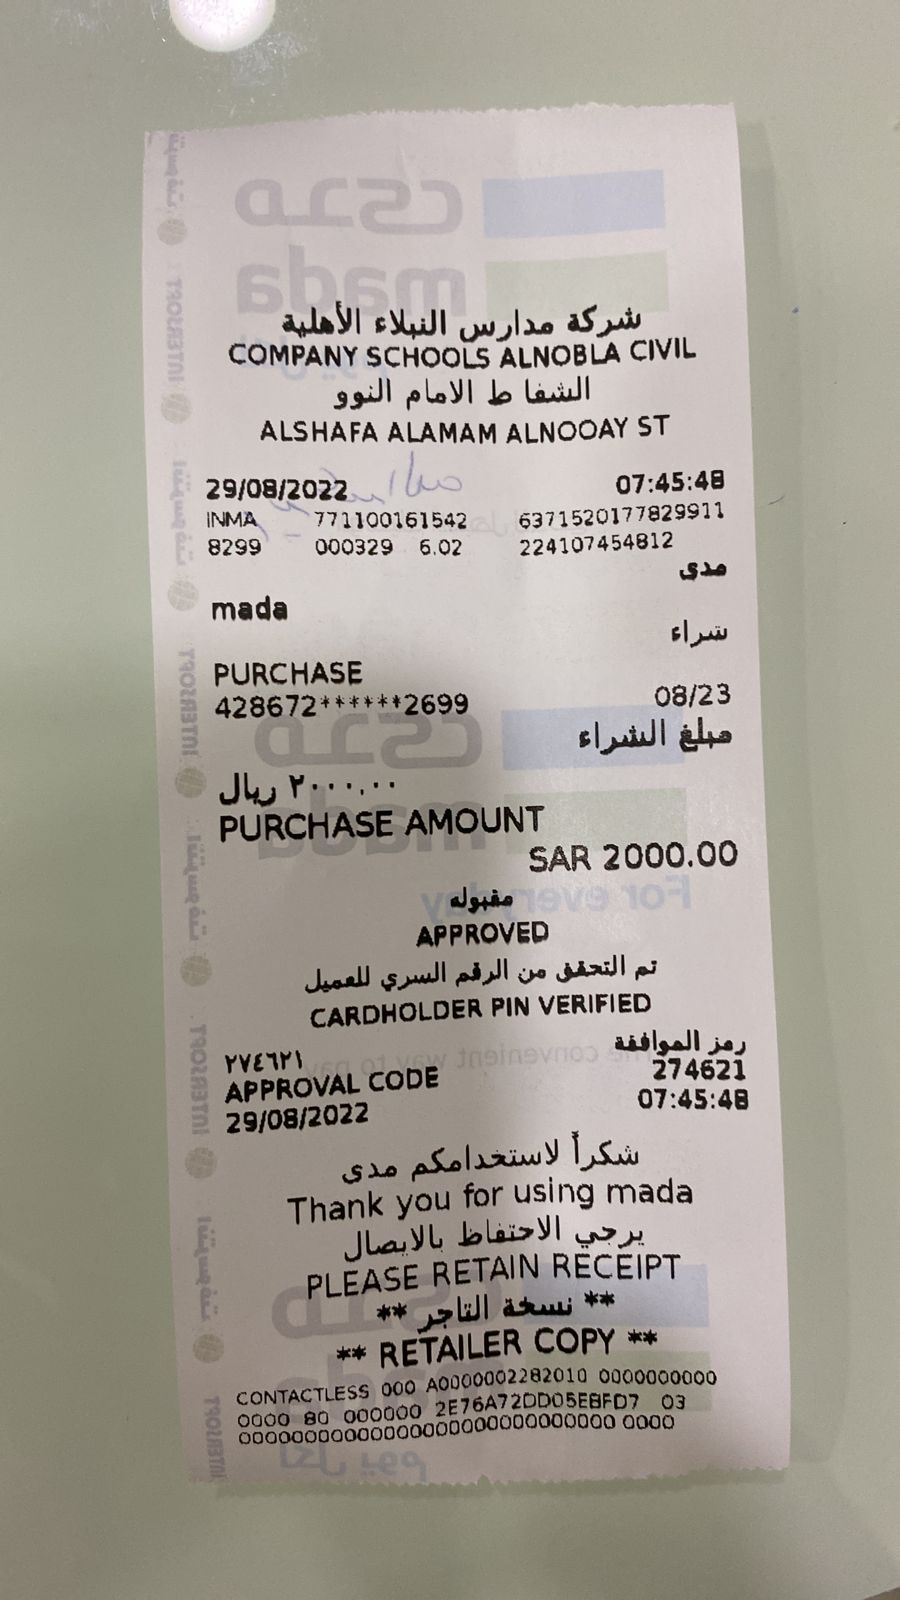 شركة مدارس النبلاء الأهلية
COMPANY SCHOOLS ALNOBLA CIVIL
الشفا ط الامام النوو
ALSHAFA ALAMAM ALNOOAY ST
29/08/2022 07:45:48
INMA 771100161542 6371520177829911
8299 000329 6.02 224107454812
مدى
mada
شراء
PURCHASE
428672******2699 08/23
مبلغ الشراء
٢٠٠٠.٠٠ ريال
PURCHASE AMOUNT
SAR 2000.00
مقبوله
APPROVED
تم التحقق من الرقم السري للعميل
CARDHOLDER PIN VERIFIED
رمز الموافقة
٢٧٤٦٢١
274621
APPROVAL CODE
29/08/2022 07:45:48
شكراً لاستخدامكم مدى
Thank you for using mada
يرجي الاحتفاظ بالايصال
PLEASE RETAIN RECEIPT
** نسخة التاجر **
** RETAILER COPY **
CONTACTLESS 000 A0000002282010 0000000000
0000 80 000000 2E76A72DD05EBFD7 03
0000000000000000000000000000000 0000